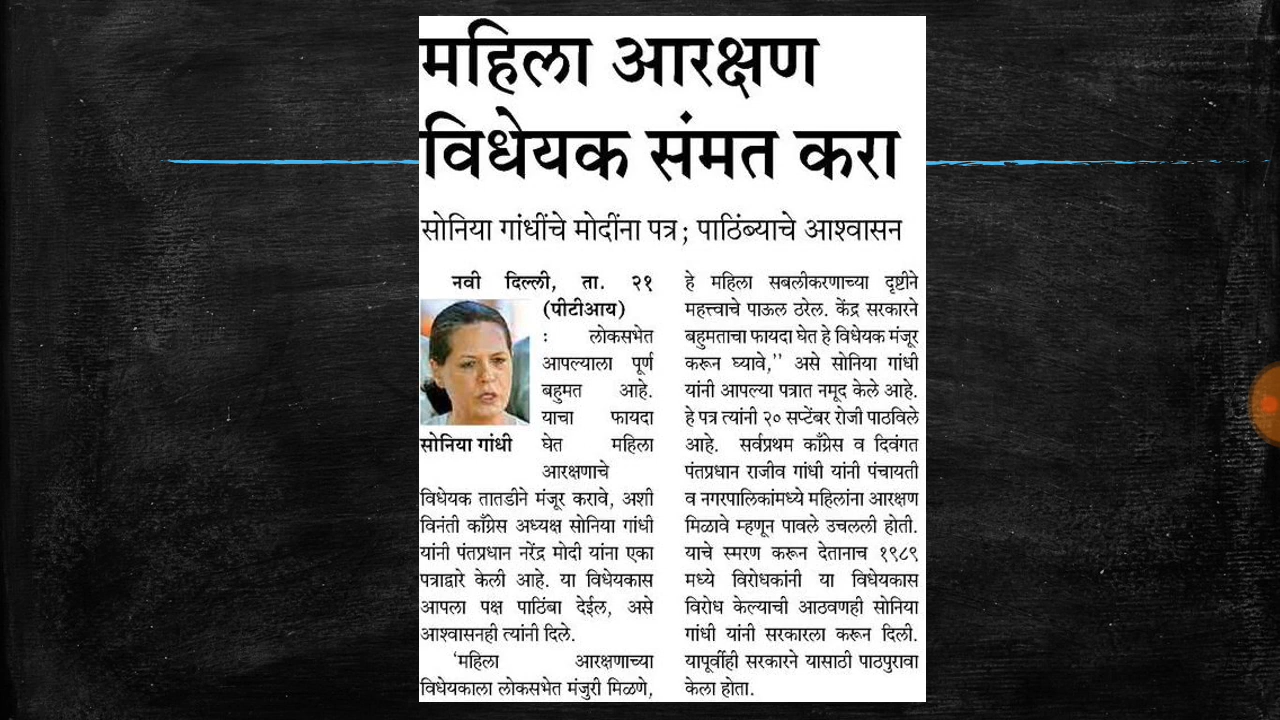 महिला आरक्षण
विधेयक संमत करा
सोनिया गांधींचे मोदींना पत्र; पाठिंब्याचे आश्वासन
नवी दिल्ली, ता. २१
(पीटीआय)
: लोकसभेत
आपल्याला पूर्ण
बहुमत आहे.
याचा फायदा
घेत महिला
आरक्षणाचे
सोनिया गांधी
विधेयक तातडीने मंजूर करावे, अशी
विनंती काँग्रेस अध्यक्ष सोनिया गांधी
यांनी पंतप्रधान नरेंद्र मोदी यांना एका
पत्राद्वारे केली आहे. या विधेयकास
आपला पक्ष पाठिंबा देईल, असे
आश्वासनही त्यांनी दिले.
'महिला आरक्षणाच्या
विधेयकाला लोकसभेत मंजुरी मिळणे,
हे महिला सबलीकरणाच्या दृष्टीने
महत्त्वाचे पाऊल ठरेल. केंद्र सरकारने
बहुमताचा फायदा घेत हे विधेयक मंजूर
करून घ्यावे,'' असे सोनिया गांधी
यांनी आपल्या पत्रात नमूद केले आहे.
हे पत्र त्यांनी २० सप्टेंबर रोजी पाठविले
आहे. सर्वप्रथम काँग्रेस व दिवंगत
पंतप्रधान राजीव गांधी यांनी पंचायती
व नगरपालिकांमध्ये महिलांना आरक्षण
मिळावे म्हणून पावले उचलली होती.
याचे स्मरण करून देतानाच १९८९
मध्ये विरोधकांनी या विधेयकास
विरोध केल्याची आठवणही सोनिया
गांधी यांनी सरकारला करून दिली.
यापूर्वीही सरकारने यासाठी पाठपुरावा
केला होता.